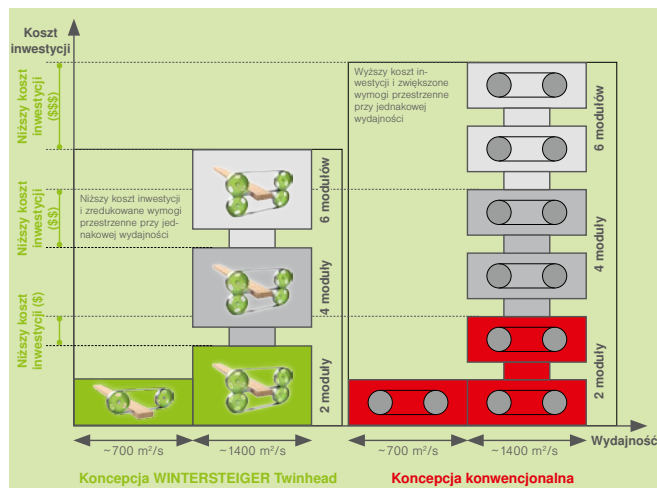 Koszt
inwestycji
Niższy koszt
inwestycji
($$$)
Niższy koszt
inwestycji
($$)
Niższy koszt
inwestycji ($)
Niższy koszt inwestycji
i zredukowane wymogi
przestrzenne przy jed-
nakowej wydajności
6 modułów
4 moduły
2 moduły
Wyższy koszt in-
westycji i zwiększone
wymogi przestrzenne
przy jednakowej
wydajności
6 modułów
4 moduły
2 moduły
~700 m²/s
~1400 m²/s
~700 m²/s
~1400 m²/s
Wydajność
Koncepcja WINTERSTEIGER Twinhead
Koncepcja konwencjonalna